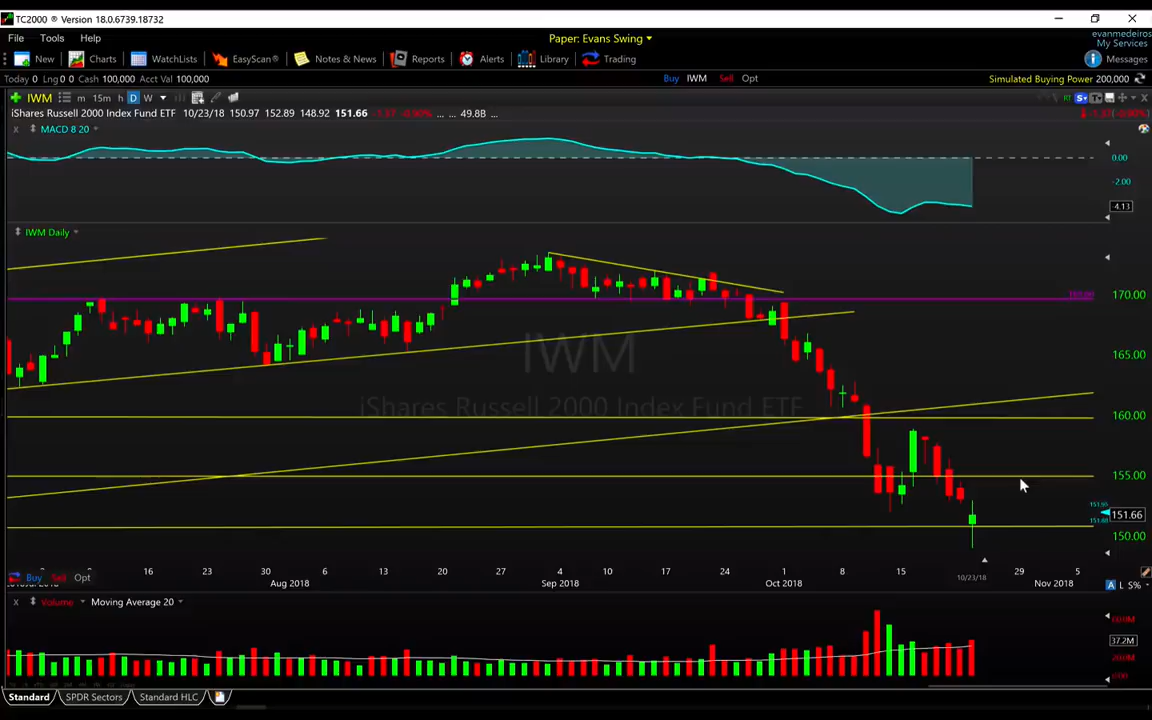 TC2000 ® Version 18.0.6739.18732
File Tools Help
Paper: Evans Swing
evanmedeiros
My Services
New Charts WatchLists EasyScan® Notes & News Reports Alerts Library Trading
Messages
Today 0 Lng 0 0 Cash 100,000 Acct Val 100,000
Buy IWM Sell Opt
Simulated Buying Power 200,000
IWM m 15m h D W
iShares Russell 2000 Index Fund ETF 10/23/18 150.97 152.89 148.92 151.66 -1.37 -0.90% ... ... 49.8B ...
MACD 8 20
0.00
-2.00
-4.13
IWM Daily
170.00
IWM
165.00
iShares Russell 2000 Index Fund ETF
160.00
155.00
151.66
150.00
16 23 30 6 13 20 27 4 10 17 24 1 8 15 29 5
Aug 2018 Sep 2018 Oct 2018 10/23/18 Nov 2018
Buy Sell Opt
A L S%
Volume Moving Average 20
37.2M
Standard SPDR Sectors Standard HLC